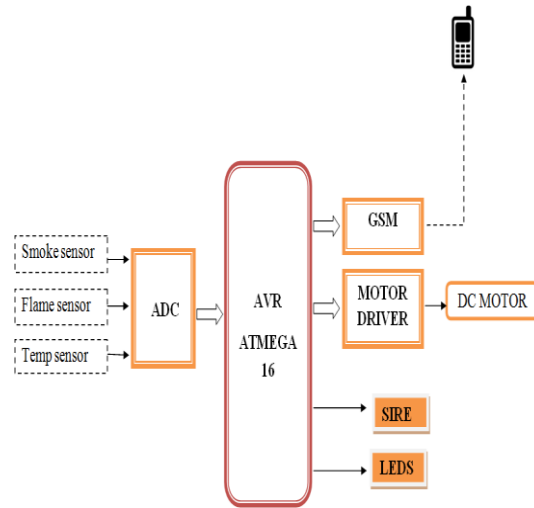 Smoke sensor
Flame sensor
Temp sensor
ADC
AVR
ATMEGA
16
GSM
MOTOR
DRIVER
DC MOTOR
SIRE
LEDS